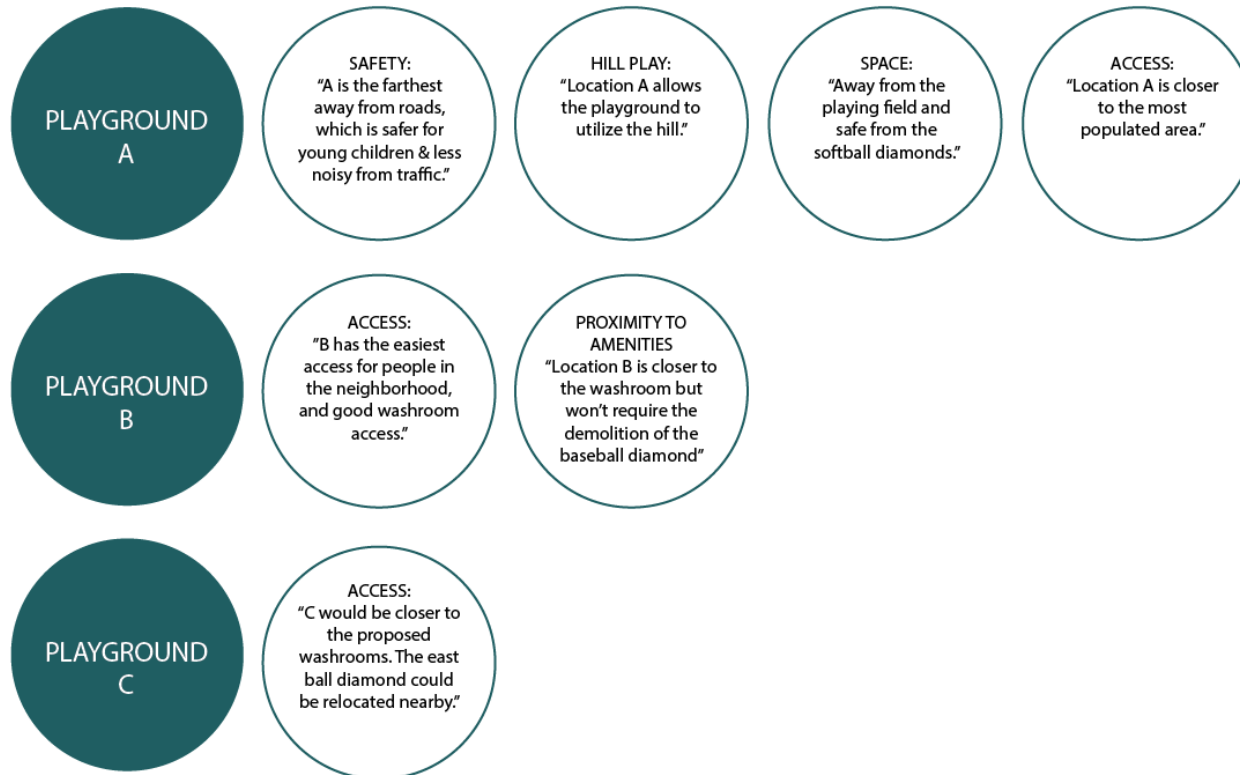 PLAYGROUND
A
SAFETY:
“A is the farthest
away from roads,
which is safer for
young children & less
noisy from traffic.”
HILL PLAY:
“Location A allows
the playground to
utilize the hill.”
SPACE:
“Away from the
playing field and
safe from the
softball diamonds.”
ACCESS:
“Location A is closer
to the most
populated area.”
PLAYGROUND
B
ACCESS:
”B has the easiest
access for people in
the neighborhood,
and good washroom
access.”
PROXIMITY TO
AMENITIES
“Location B is closer to
the washroom but
won’t require the
demolition of the
baseball diamond”
PLAYGROUND
C
ACCESS:
“C would be closer to
the proposed
washrooms. The east
ball diamond could
be relocated nearby.”